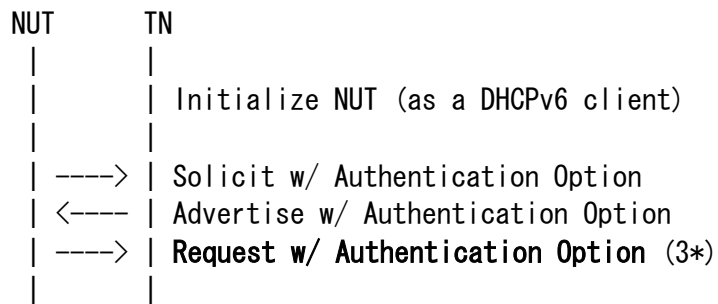 NUT TN
| |
| | Initialize NUT (as a DHCPv6 client)
| |
| ----> | Solicit w/ Authentication Option
| <---- | Advertise w/ Authentication Option
| ----> | Request w/ Authentication Option (3*)
| |